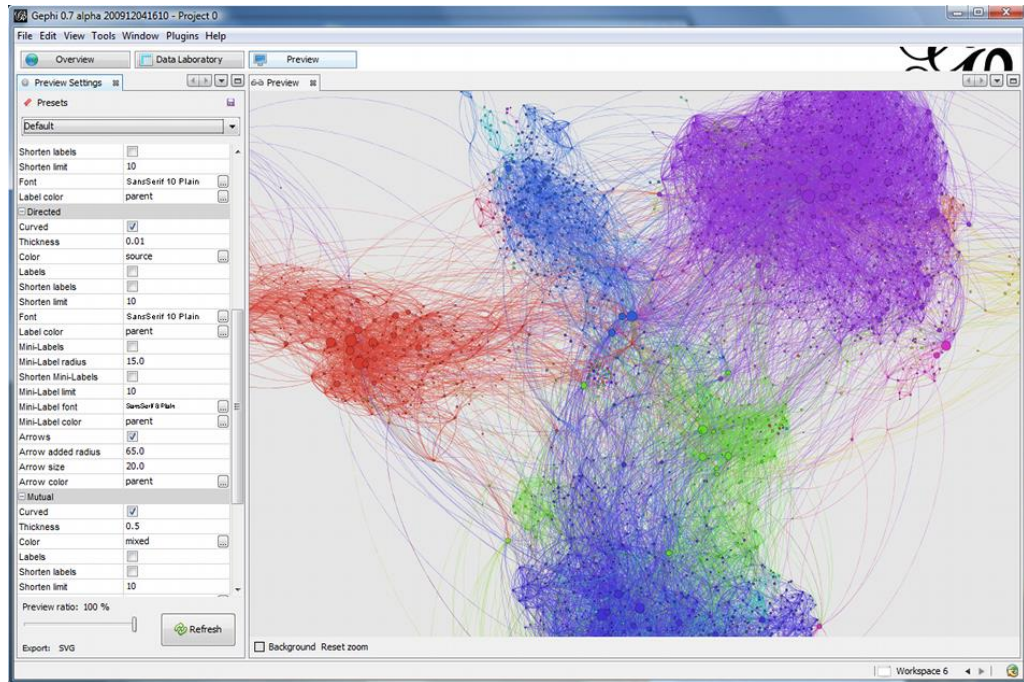 Gephi 0.7 alpha 200912041610 - Project 0
File Edit View Tools Window Plugins Help
Overview Data Laboratory Preview
Preview Settings Preview
Presets
Default
Shorten labels
Shorten limit 10
Font SansSerif 10 Plain ...
Label color parent ...
Directed
Curved
Thickness 0.01
Color source ...
Labels
Shorten labels
Shorten limit 10
Font SansSerif 10 Plain ...
Label color parent ...
Mini-Labels
Mini-Label radius 15.0
Shorten Mini-Labels
Mini-Label limit 10
Mini-Label font SansSerif 8 Plain ...
Mini-Label color parent ...
Arrows
Arrow added radius 65.0
Arrow size 20.0
Arrow color parent ...
Mutual
Curved
Thickness 0.5
Color mixed ...
Labels
Shorten labels
Shorten limit 10
Preview ratio: 100 %
Refresh
Export: SVG
Background Reset zoom
Workspace 6